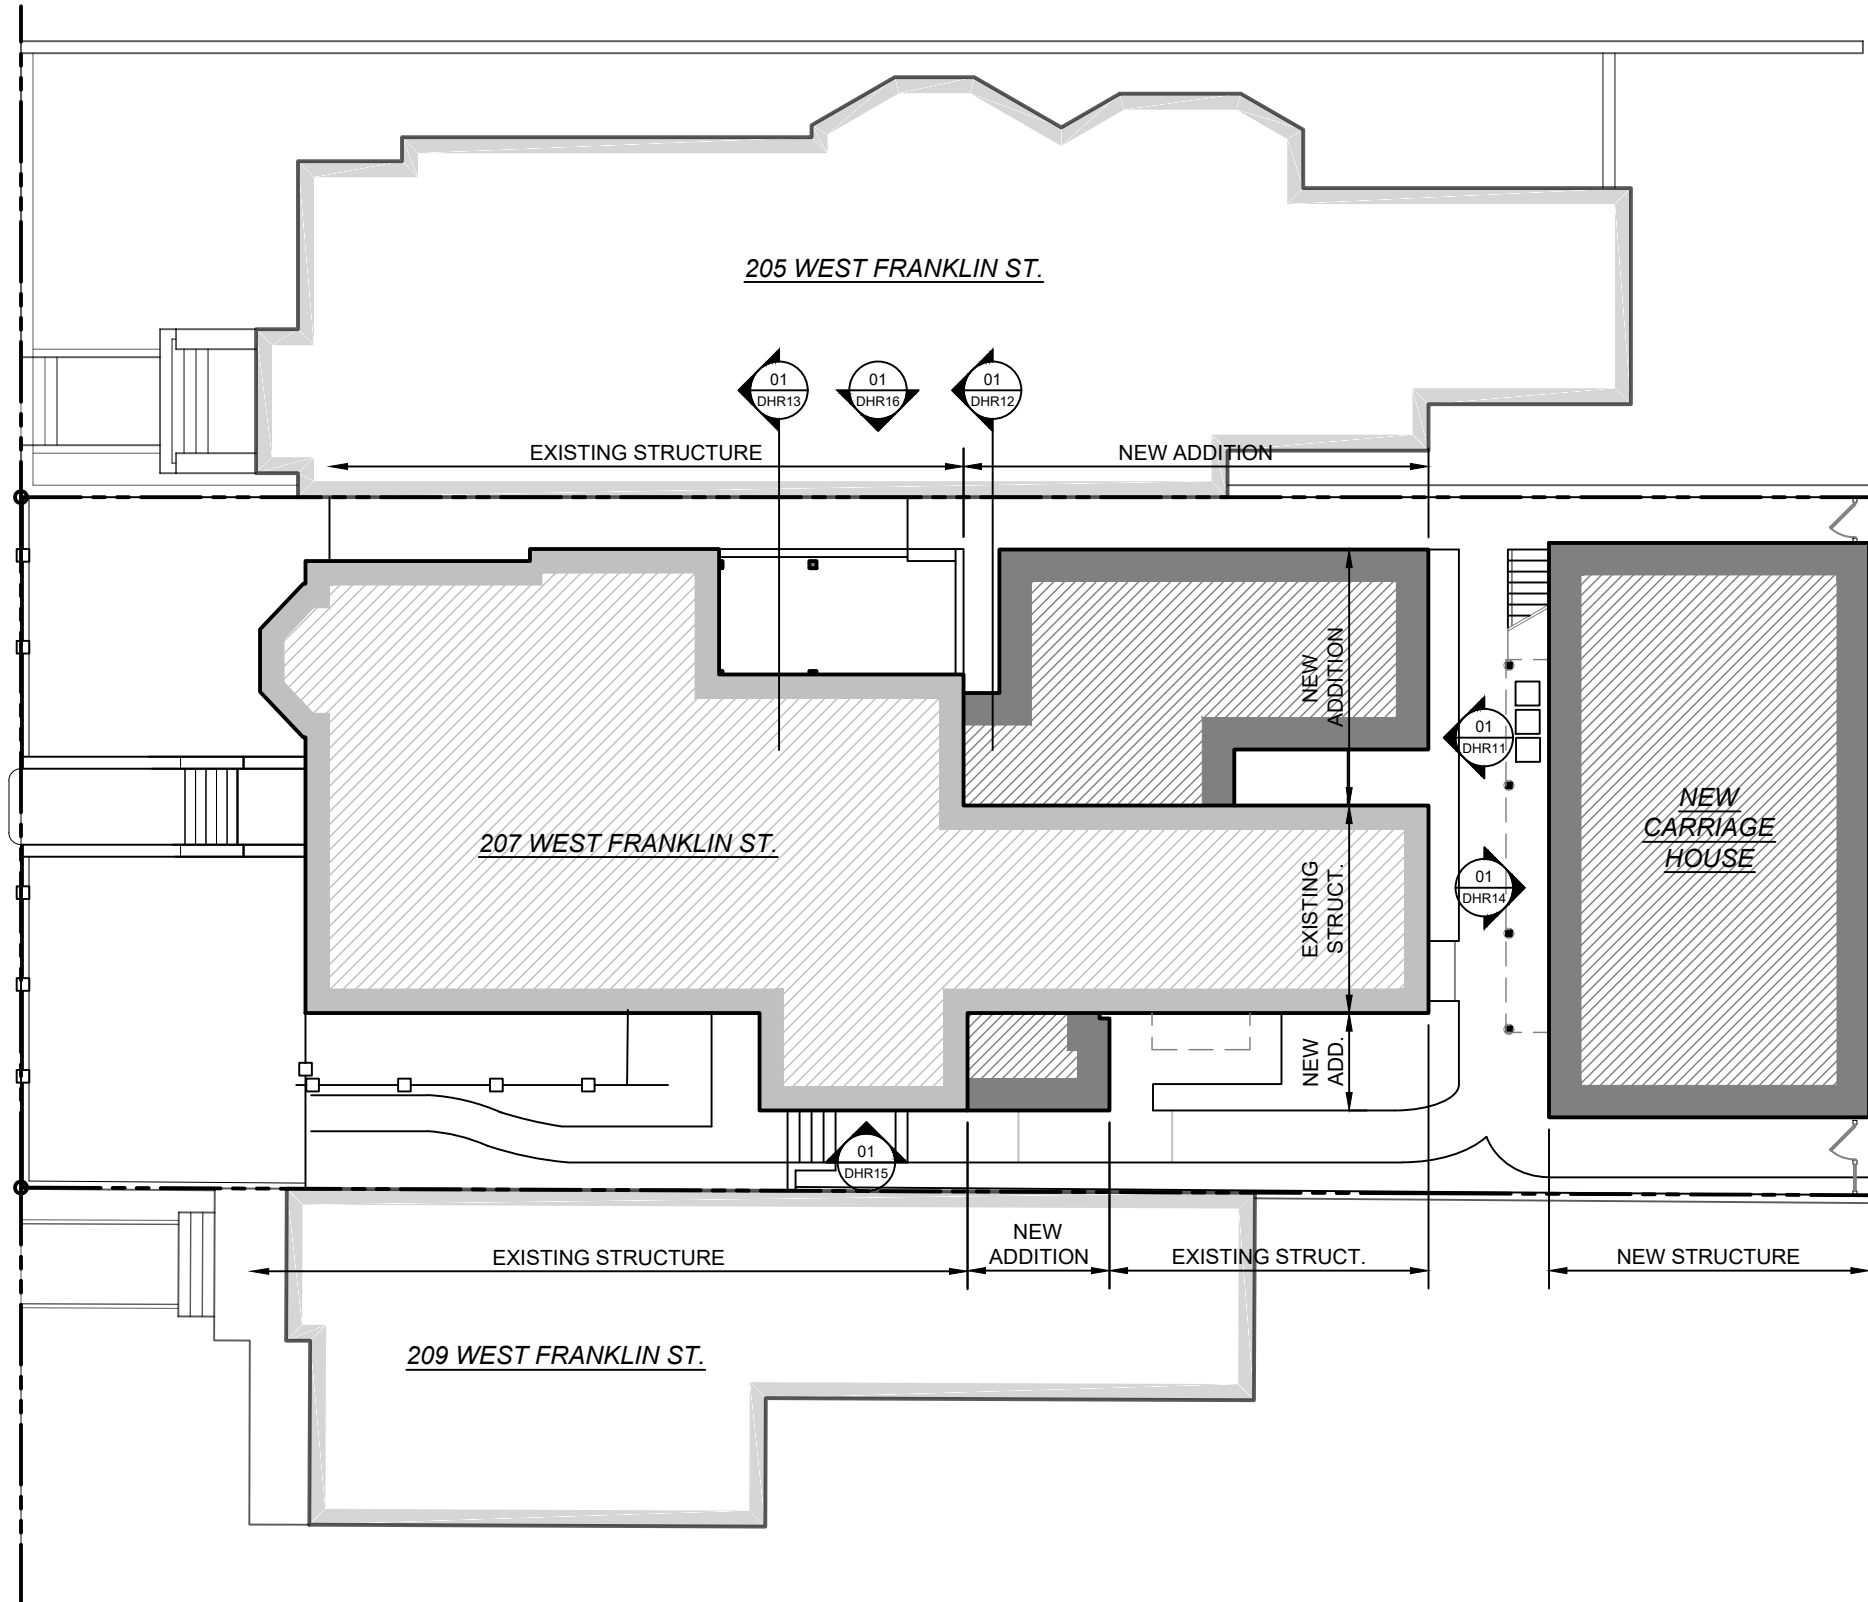 205 WEST FRANKLIN ST.
01
DHR13
01
DHR16
01
DHR12
EXISTING STRUCTURE
NEW ADDITION
NEW
ADDITION
01
DHR11
NEW
CARRIAGE
HOUSE
207 WEST FRANKLIN ST.
EXISTING
STRUCT.
01
DHR14
NEW
ADD.
01
DHR15
EXISTING STRUCTURE
NEW
ADDITION
EXISTING STRUCT.
NEW STRUCTURE
209 WEST FRANKLIN ST.